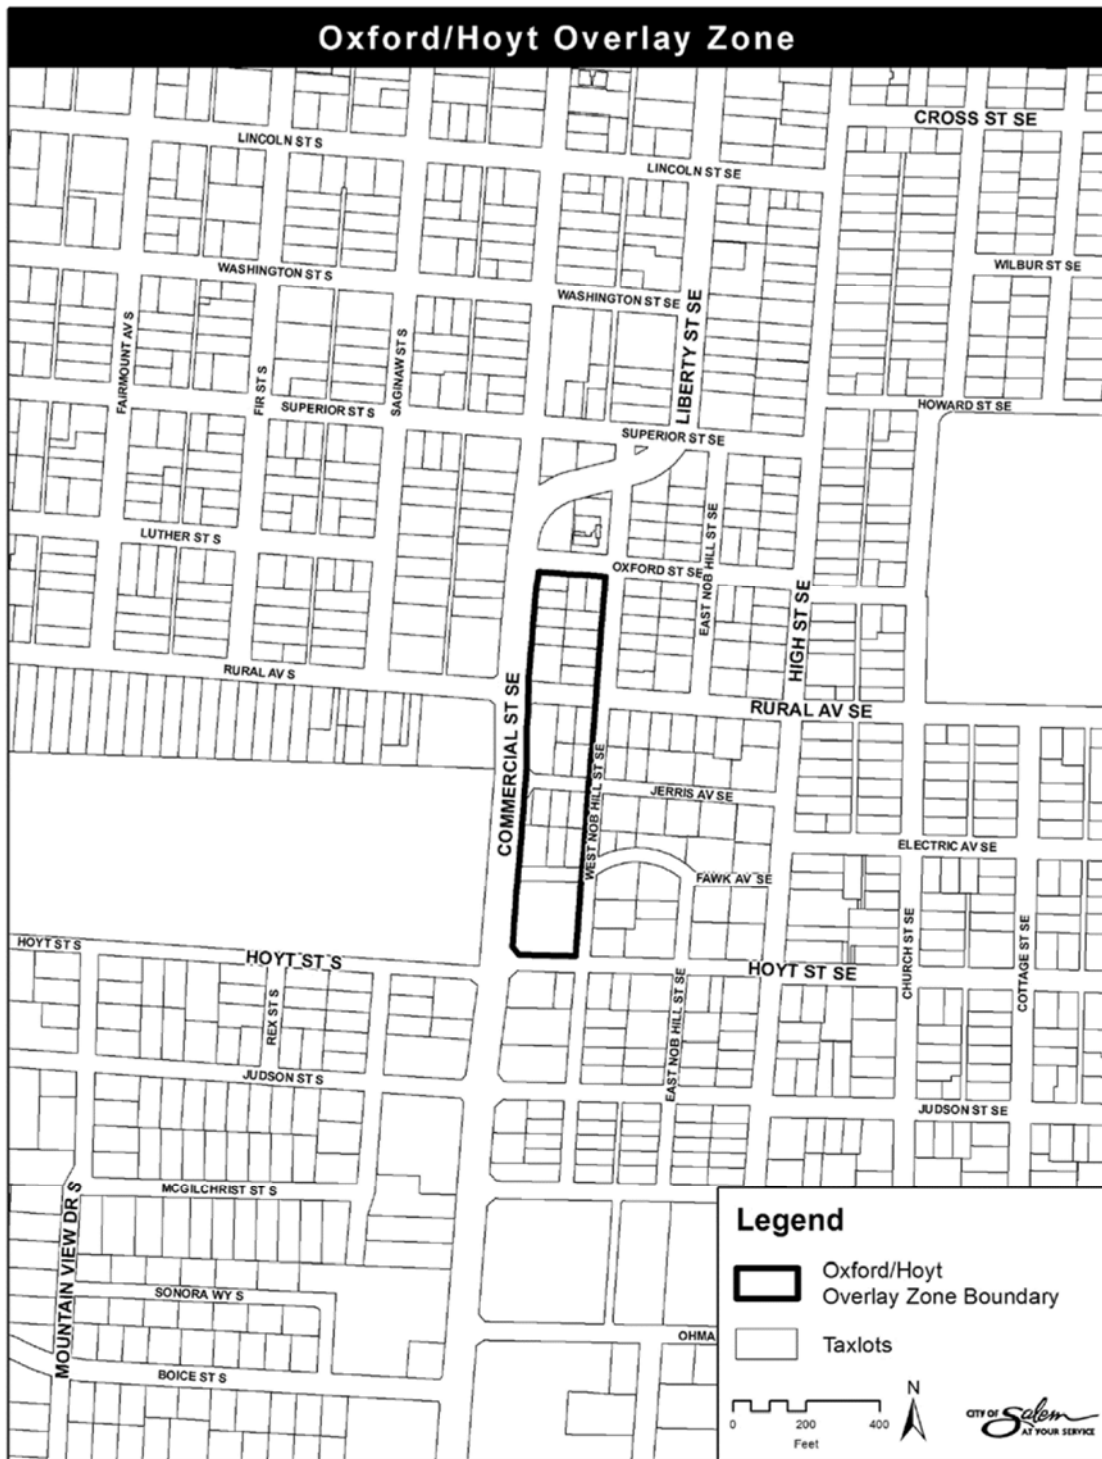 Oxford/Hoyt Overlay Zone
CROSS ST SE
LINCOLN ST S
LINCOLN ST SE
WASHINGTON ST S
WILBUR ST SE
WASHINGTON ST SE
LIBERTY ST SE
FAIRMOUNT AV S
FIR ST S
SAGINAW ST S
SUPERIOR ST S
HOWARD ST SE
SUPERIOR ST SE
LUTHER ST S
OXFORD ST SE
EAST NOB HILL ST SE
HIGH ST SE
RURAL AV S
COMMERCIAL ST SE
RURAL AV SE
WEST NOB HILL ST SE
JERRIS AV SE
ELECTRIC AV SE
FAWK AV SE
HOYT ST S
HOYT ST S
HOYT ST SE
CHURCH ST SE
COTTAGE ST SE
REX ST S
EAST NOB HILL ST SE
JUDSON ST S
JUDSON ST SE
MCGILCHRIST ST S
MOUNTAIN VIEW DR S
SONORA WY S
OHMA
BOICE ST S
Legend
Oxford/Hoyt
Overlay Zone Boundary
Taxlots
N
0 200 400
Feet
CITY OF Salem
AT YOUR SERVICE